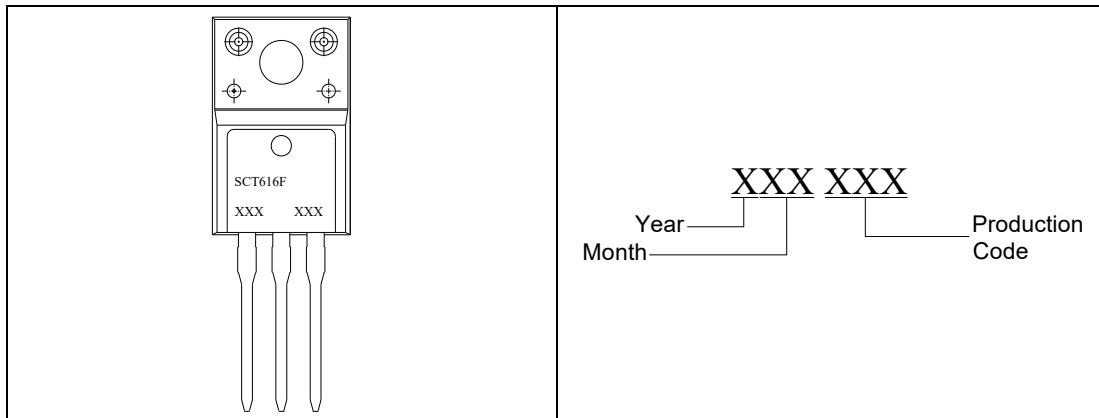 SCT616F
XXX XXX
XXX XXX
Year
Month
Production
Code